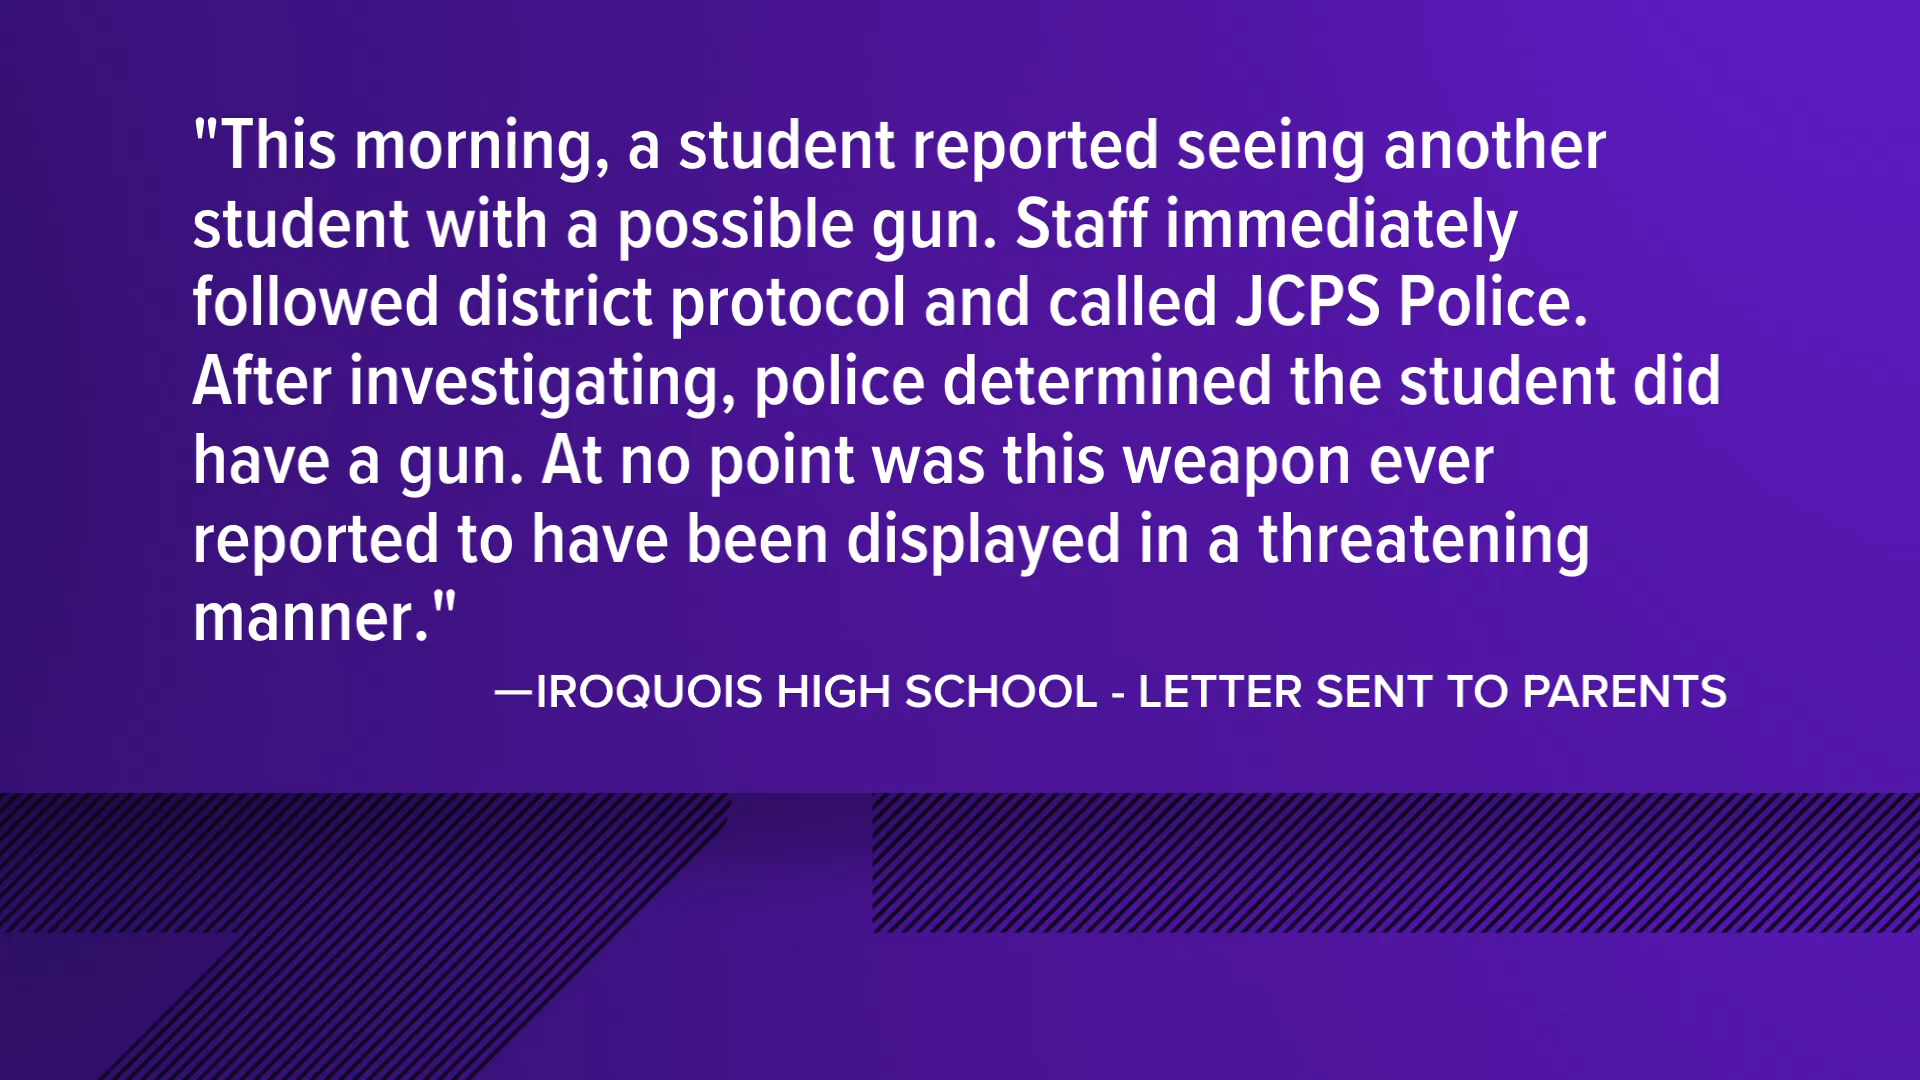 "This morning, a student reported seeing another
student with a possible gun. Staff immediately
followed district protocol and called JCPS Police.
After investigating, police determined the student did
have a gun. At no point was this weapon ever
reported to have been displayed in a threatening
manner."
—IROQUOIS HIGH SCHOOL - LETTER SENT TO PARENTS